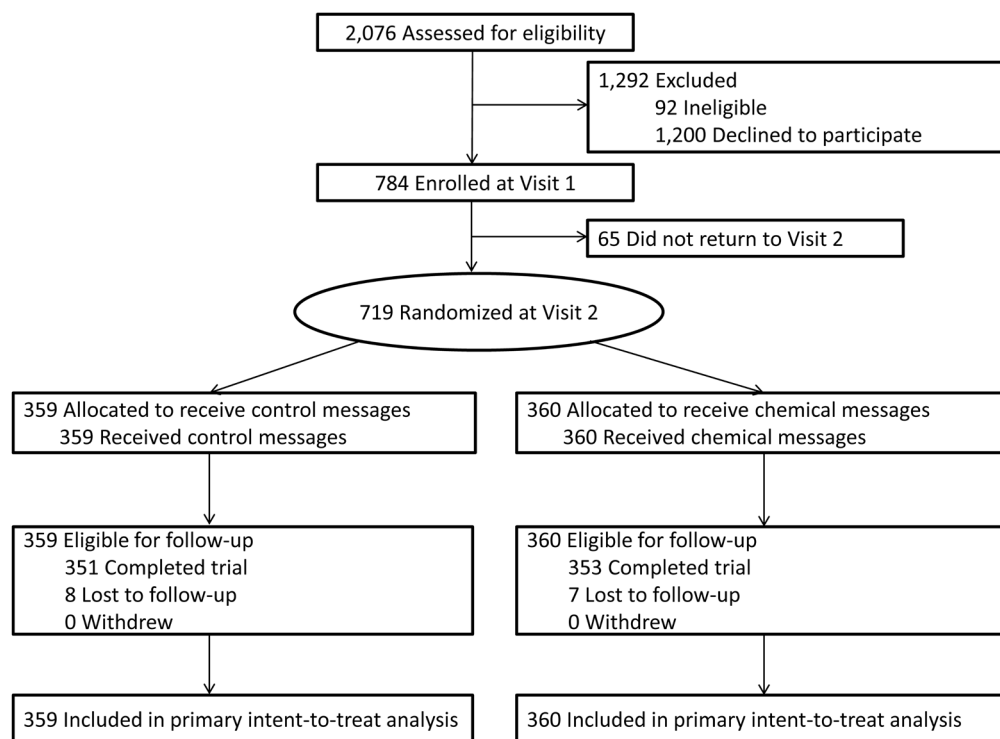 2,076 Assessed for eligibility
1,292 Excluded
92 Ineligible
1,200 Declined to participate
784 Enrolled at Visit 1
65 Did not return to Visit 2
719 Randomized at Visit 2
359 Allocated to receive control messages
359 Received control messages
360 Allocated to receive chemical messages
360 Received chemical messages
359 Eligible for follow-up
351 Completed trial
8 Lost to follow-up
0 Withdrew
360 Eligible for follow-up
353 Completed trial
7 Lost to follow-up
0 Withdrew
359 Included in primary intent-to-treat analysis
360 Included in primary intent-to-treat analysis